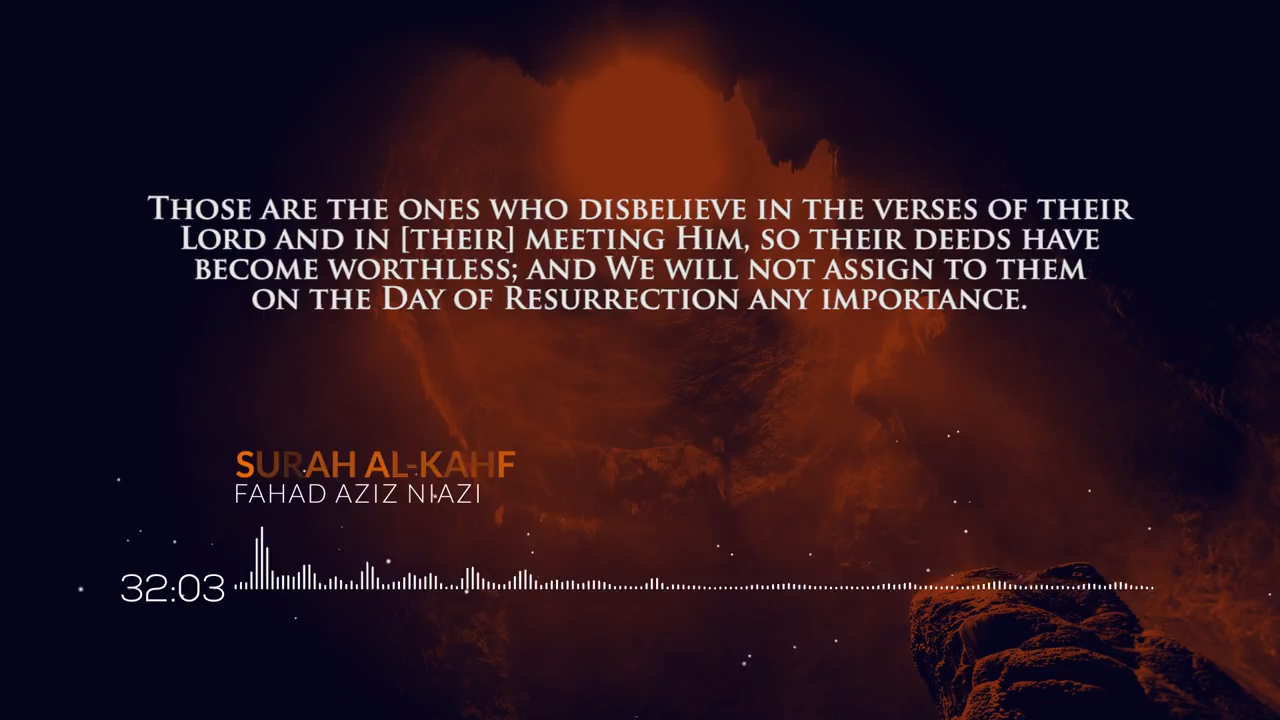 Those are the ones who disbelieve in the verses of their
Lord and in [their] meeting Him, so their deeds have
become worthless; and We will not assign to them
on the Day of Resurrection any importance.
SURAH AL-KAHF
FAHAD AZIZ NIAZI
32:03